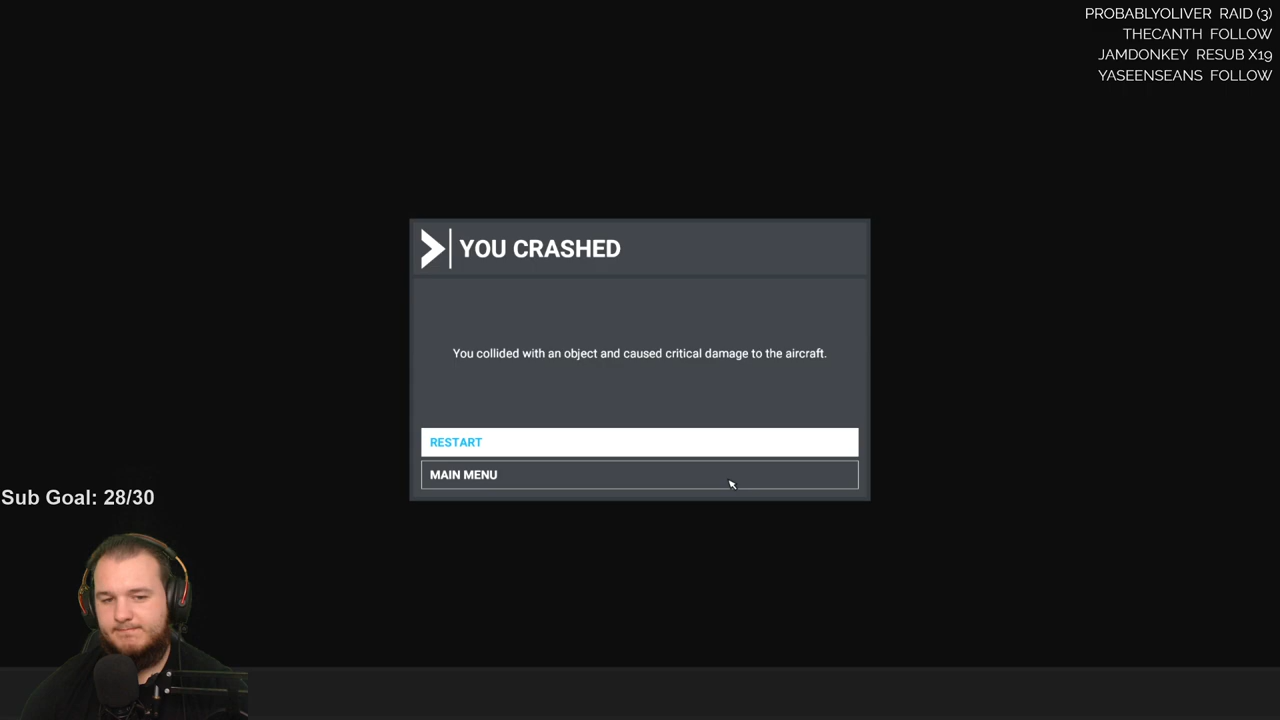 PROBABLYOLIVER RAID (3)
THECANTH FOLLOW
JAMDONKEY RESUB X19
YASEENSEANS FOLLOW
YOU CRASHED
You collided with an object and caused critical damage to the aircraft.
RESTART
MAIN MENU
Sub Goal: 28/30